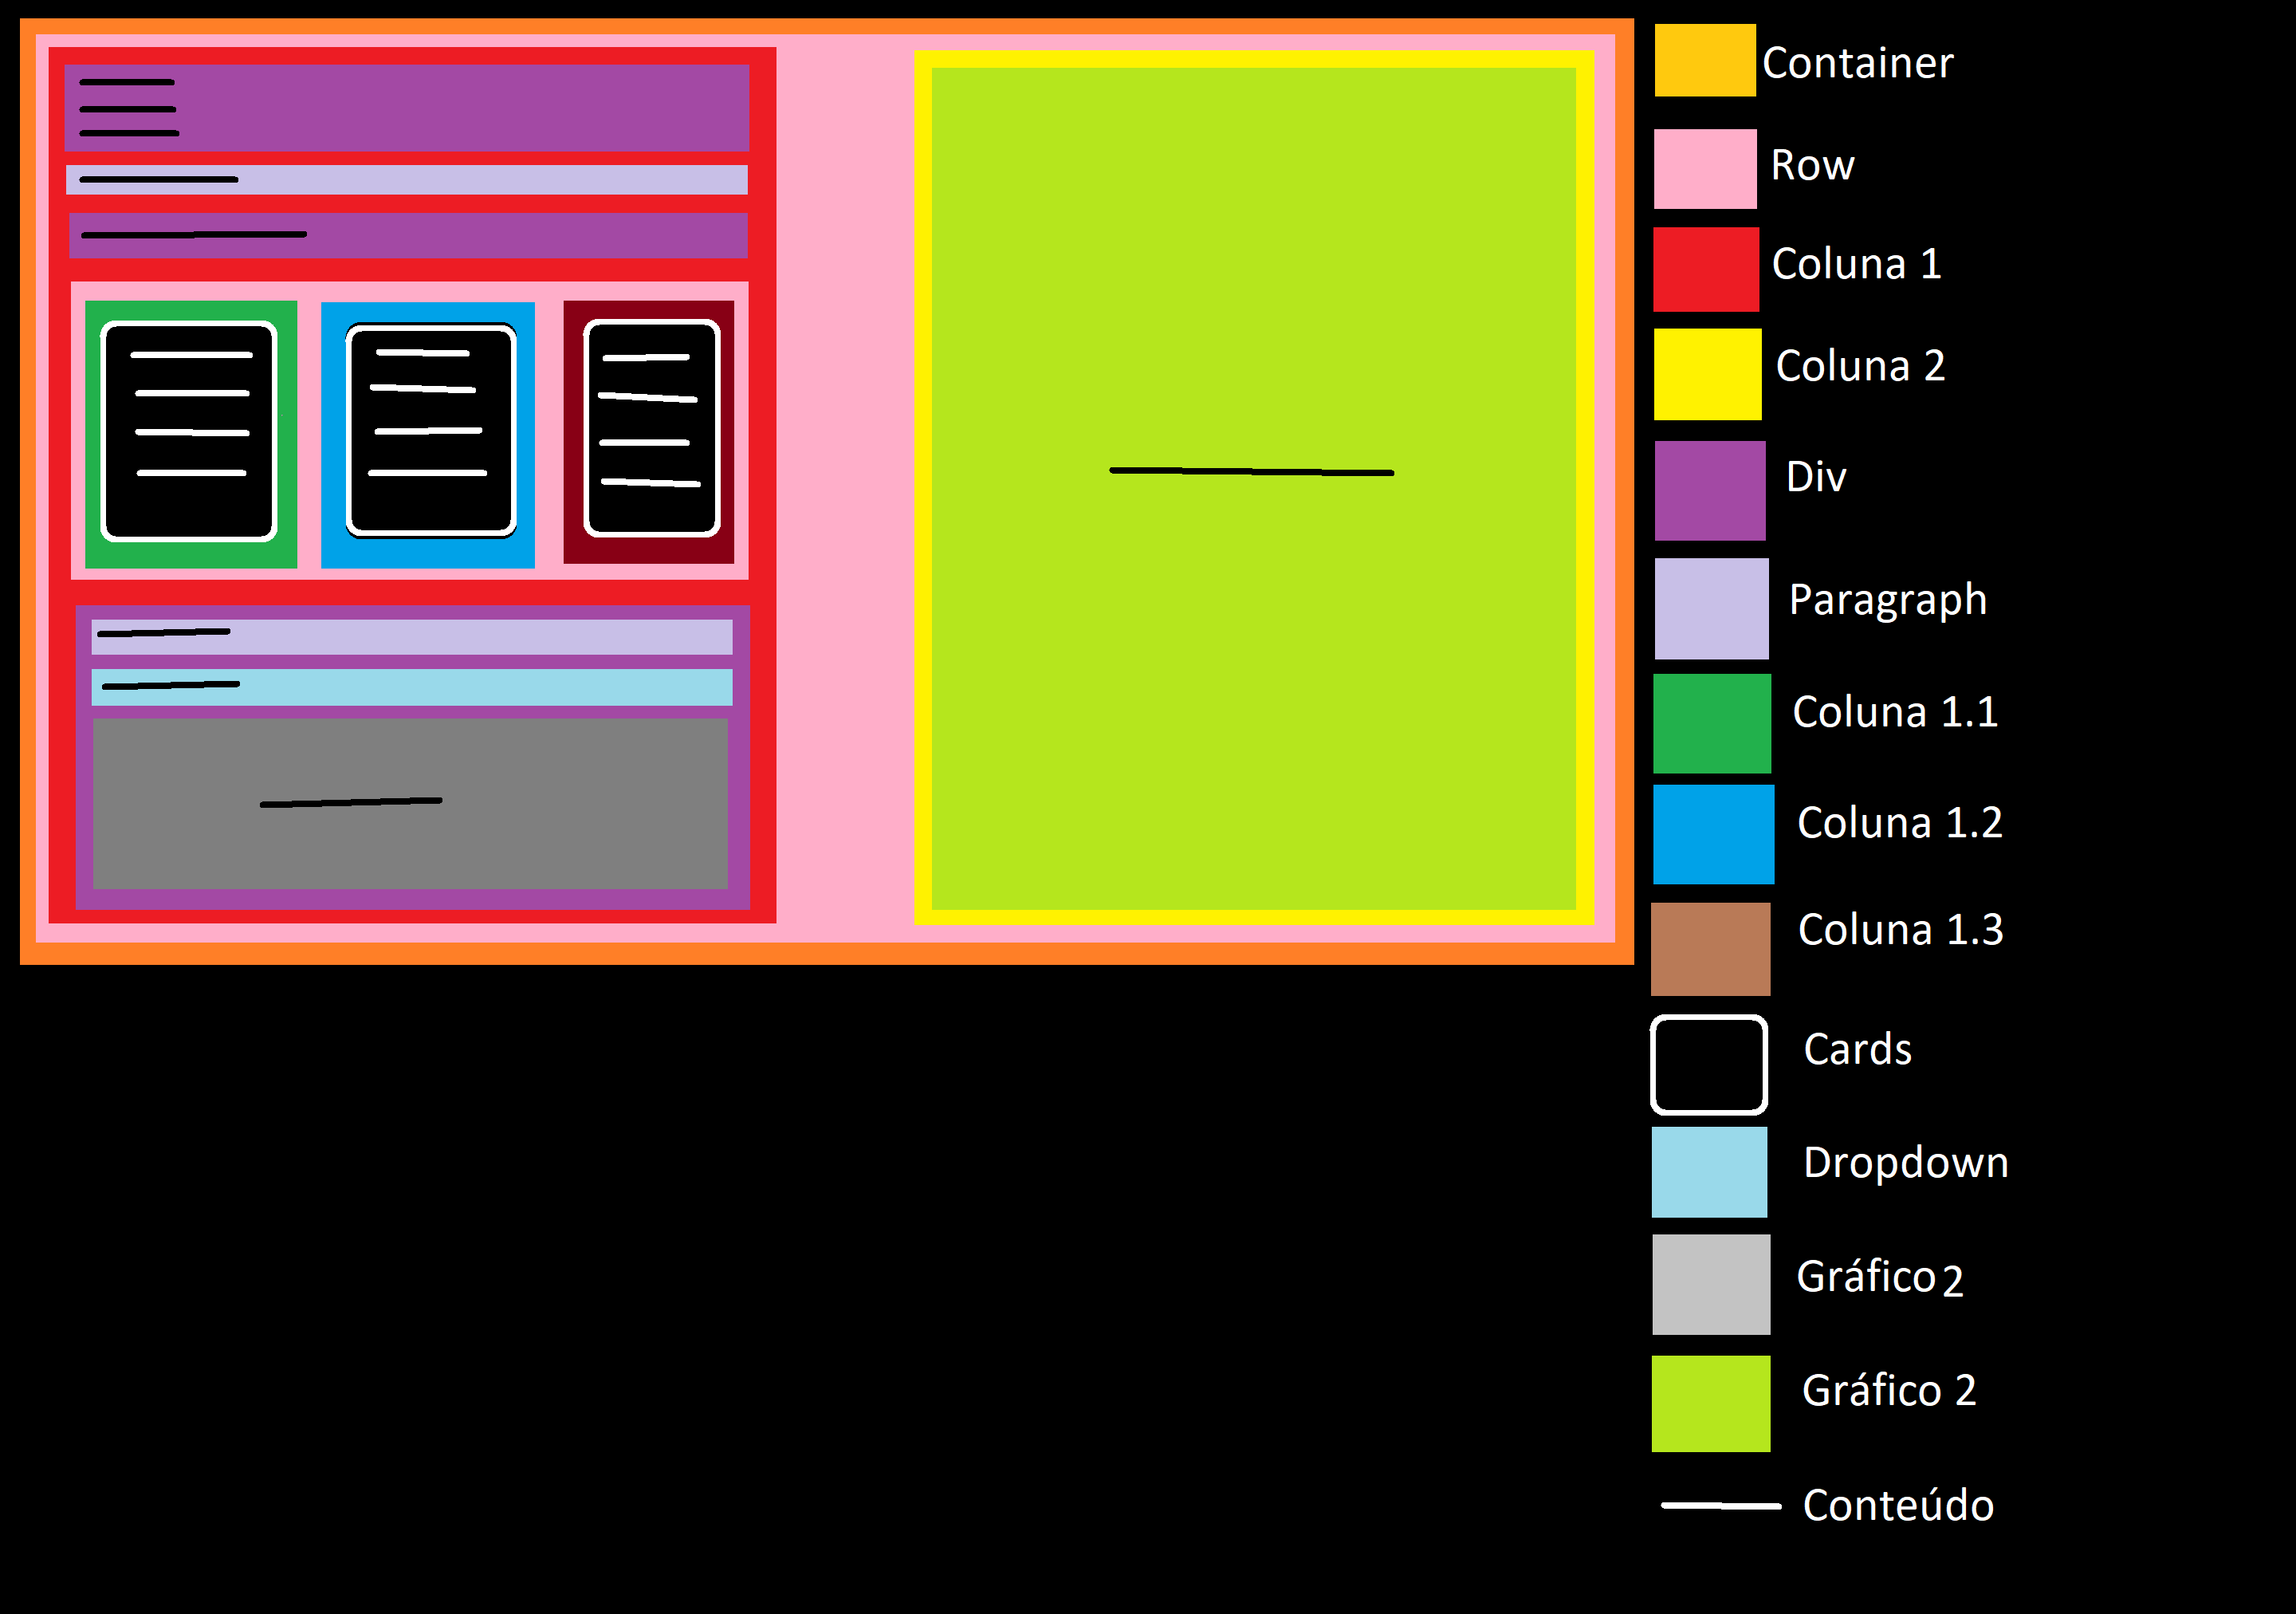 Container
Row
Coluna 1
Coluna 2
Div
Paragraph
Coluna 1.1
Coluna 1.2
Coluna 1.3
Cards
Dropdown
Gráfico 2
Gráfico 2
Conteúdo